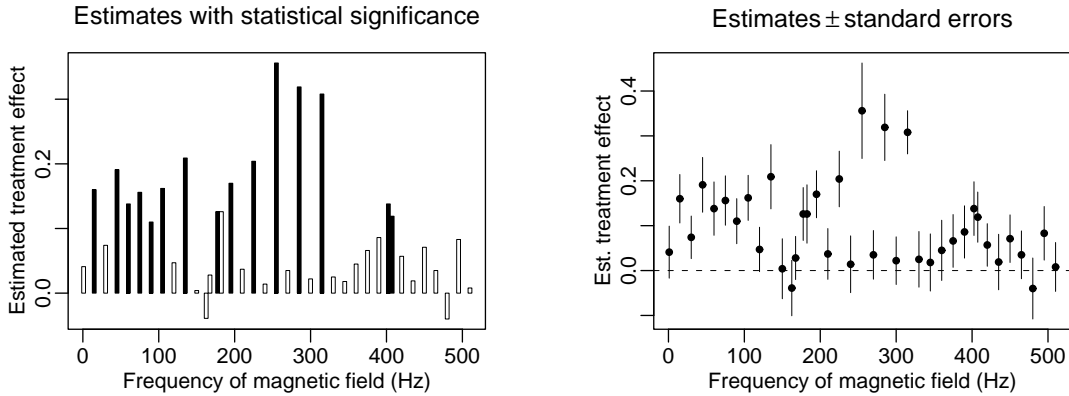 Estimates with statistical significance
Estimated treatment effect
0.0
0.2
0
100
200
300
400
500
Frequency of magnetic field (Hz)
Estimates ± standard errors
Est. treatment effect
0.0
0.2
0.4
0
100
200
300
400
500
Frequency of magnetic field (Hz)